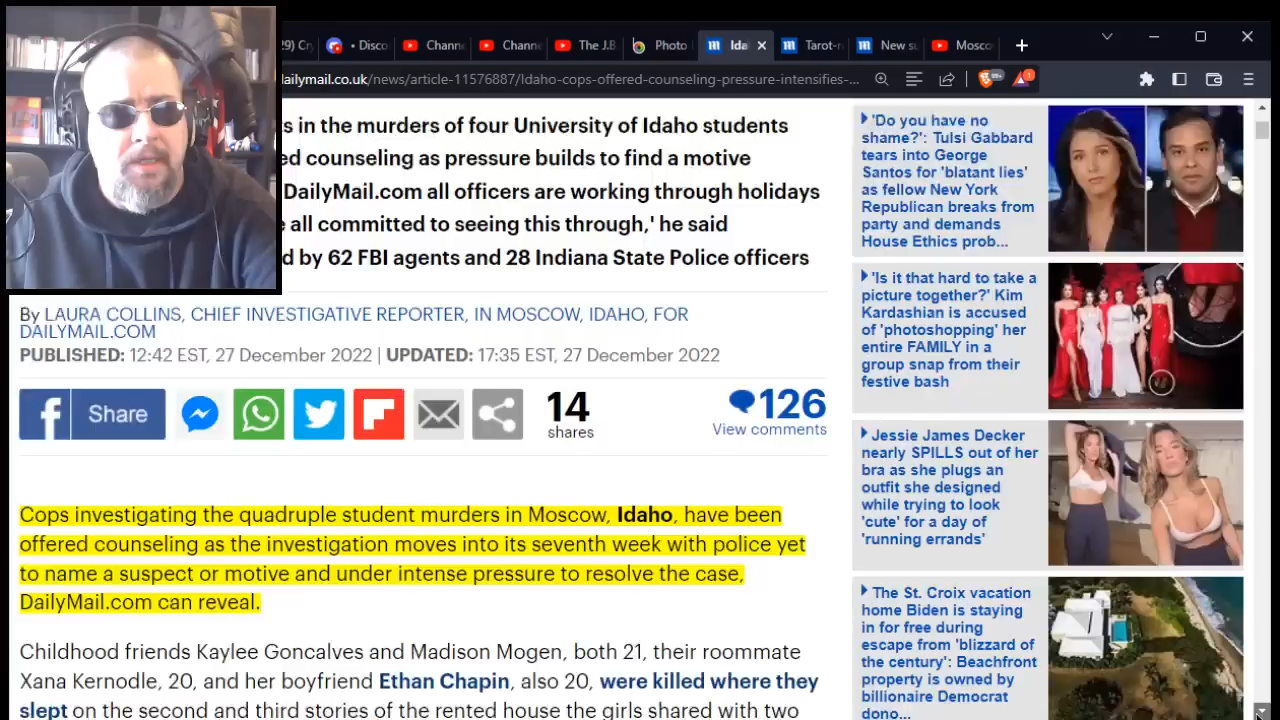 29) Cry
Disco
Chann
Chann
The J.B
Photo
Ida
Tarot-r
New su
Mosco
dailymail.co.uk/news/article-11576887/Idaho-cops-offered-counseling-pressure-intensifies-...
s in the murders of four University of Idaho students
ed counseling as pressure builds to find a motive
DailyMail.com all officers are working through holidays
e all committed to seeing this through,' he said
d by 62 FBI agents and 28 Indiana State Police officers
By LAURA COLLINS, CHIEF INVESTIGATIVE REPORTER, IN MOSCOW, IDAHO, FOR
DAILYMAIL.COM
PUBLISHED: 12:42 EST, 27 December 2022 | UPDATED: 17:35 EST, 27 December 2022
Share
14
shares
126
View comments
Cops investigating the quadruple student murders in Moscow, Idaho, have been
offered counseling as the investigation moves into its seventh week with police yet
to name a suspect or motive and under intense pressure to resolve the case,
DailyMail.com can reveal.
Childhood friends Kaylee Goncalves and Madison Mogen, both 21, their roommate
Xana Kernodle, 20, and her boyfriend Ethan Chapin, also 20, were killed where they
slept on the second and third stories of the rented house the girls shared with two
'Do you have no
shame?': Tulsi Gabbard
tears into George
Santos for 'blatant lies'
as fellow New York
Republican breaks from
party and demands
House Ethics prob...
'Is it that hard to take a
picture together?' Kim
Kardashian is accused
of 'photoshopping' her
entire FAMILY in a
group snap from their
festive bash
Jessie James Decker
nearly SPILLS out of her
bra as she plugs an
outfit she designed
while trying to look
'cute' for a day of
'running errands'
The St. Croix vacation
home Biden is staying
in for free during
escape from 'blizzard of
the century': Beachfront
property is owned by
billionaire Democrat
dono...